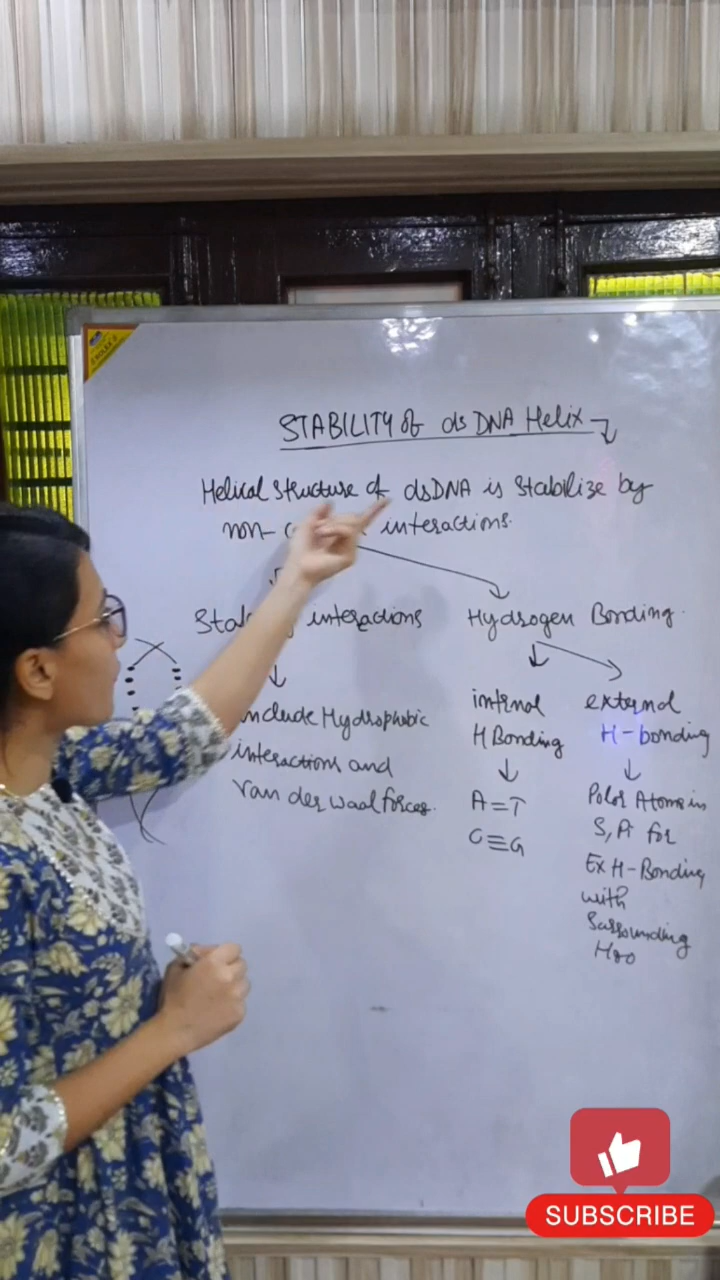 STABILITY of ds DNA Helix
Helical Structure of dsDNA is Stabilize by
non- interactions.
interactions
Hydrogen Bonding.
include Hydrophobic
interactions and
Van der waal forces.
internal
H Bonding
A=T
C≡G
external
H-bonding
Polar Atoms in
S, P for
Ex H-Bonding
with
Surrounding
H2O
SUBSCRIBE